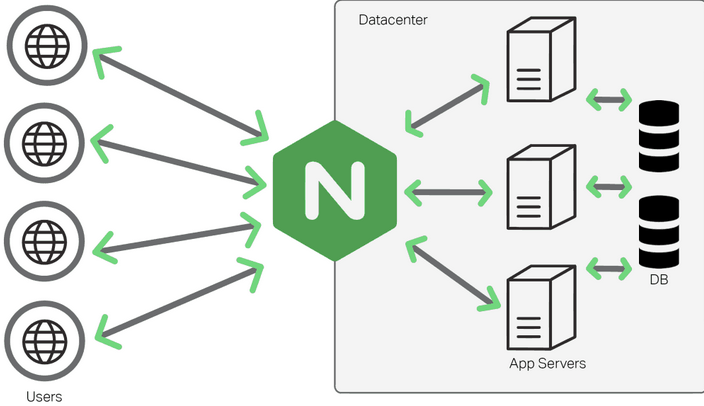 Datacenter
N
DB
App Servers
Users